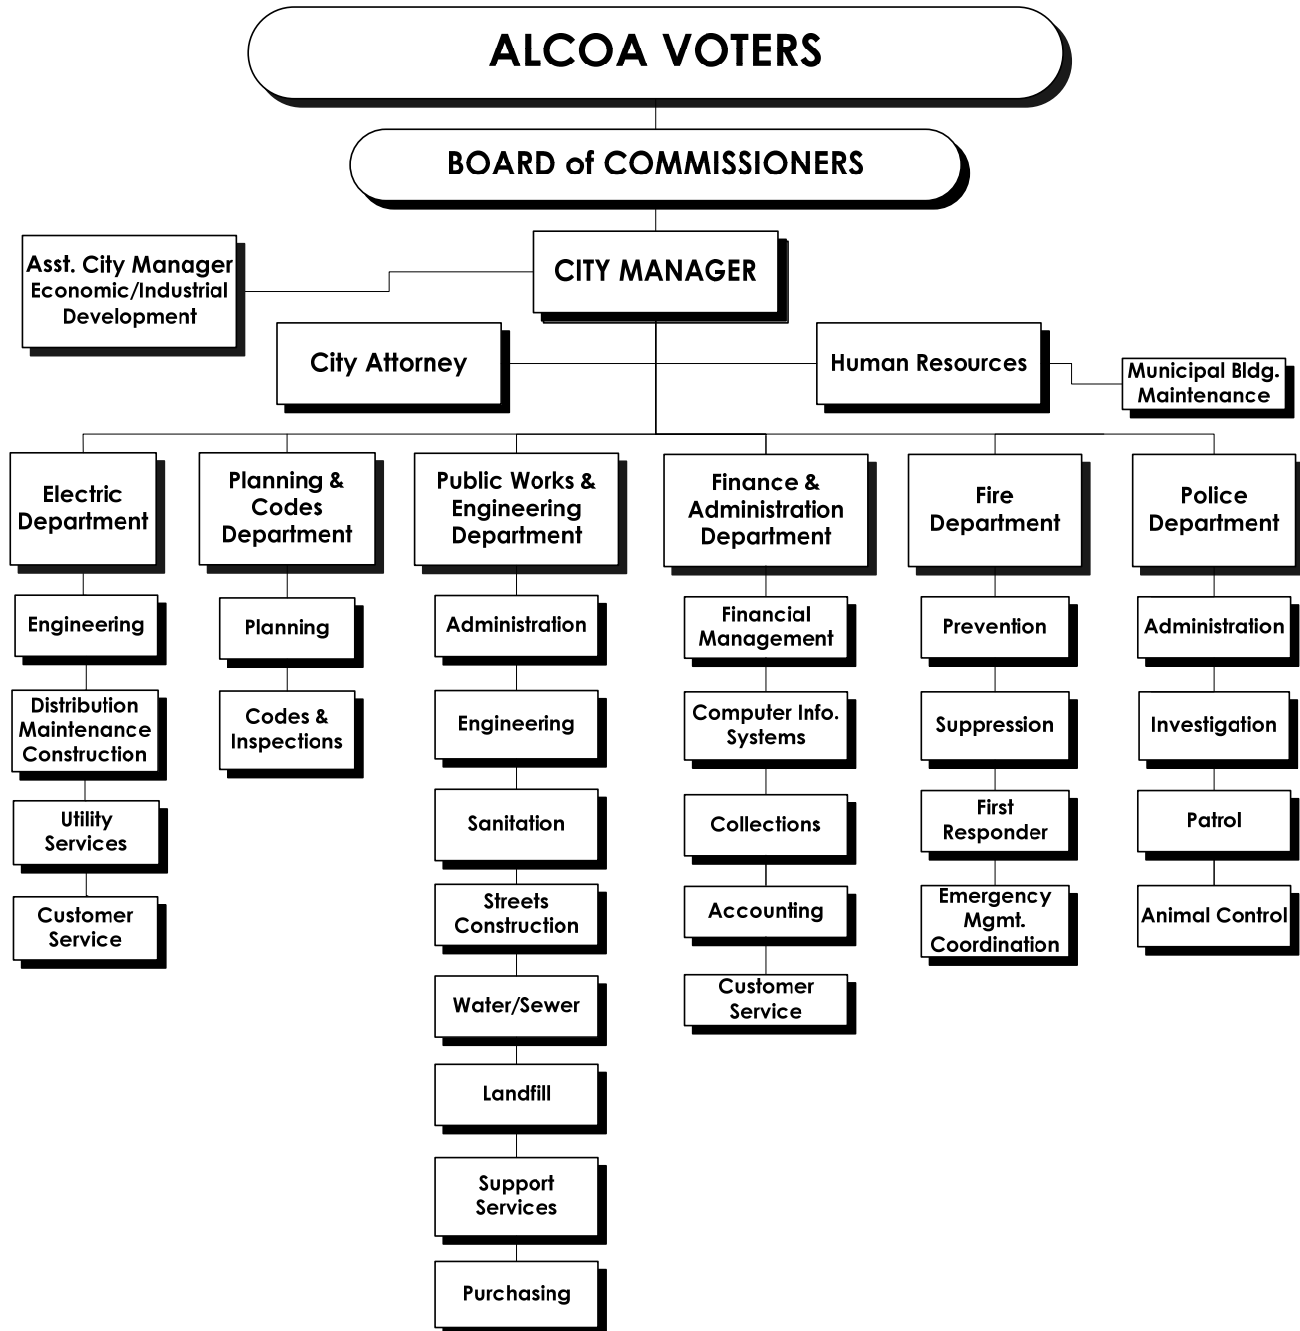 ALCOA VOTERS
BOARD of COMMISSIONERS
CITY MANAGER
Asst. City Manager
Economic/Industrial
Development
City Attorney
Human Resources
Municipal Bldg.
Maintenance
Electric
Department
Engineering
Distribution
Maintenance
Construction
Utility
Services
Customer
Service
Planning &
Codes
Department
Planning
Codes &
Inspections
Public Works &
Engineering
Department
Administration
Engineering
Sanitation
Streets
Construction
Water/Sewer
Landfill
Support
Services
Purchasing
Finance &
Administration
Department
Financial
Management
Computer Info.
Systems
Collections
Accounting
Customer
Service
Fire
Department
Prevention
Suppression
First
Responder
Emergency
Mgmt.
Coordination
Police
Department
Administration
Investigation
Patrol
Animal Control